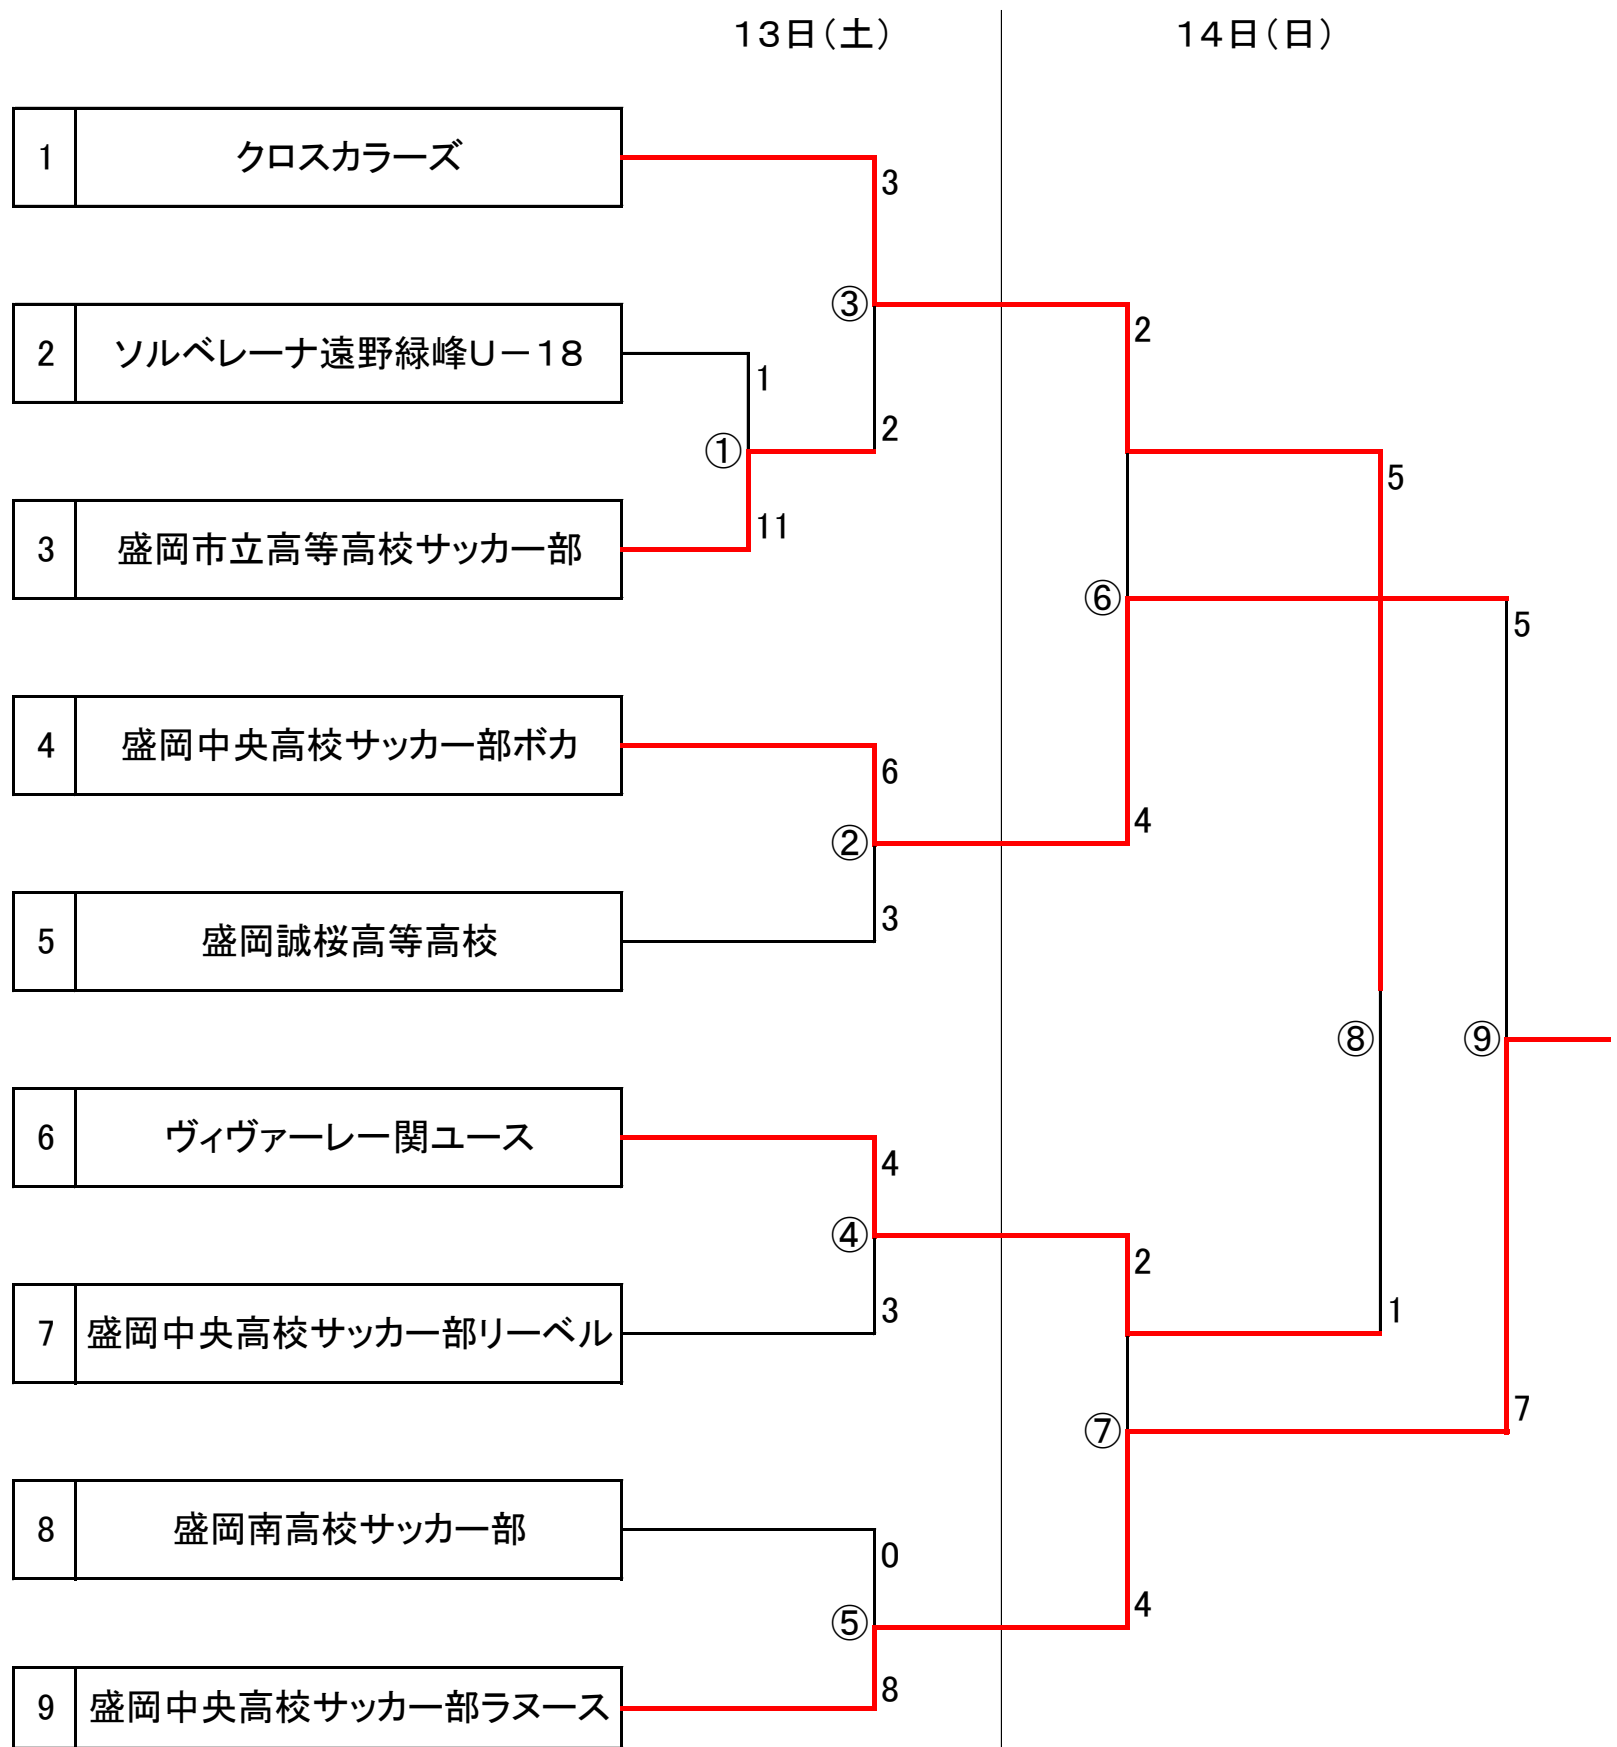 13日(土)
14日(日)
1 クロスカラーズ
3
③
2
2 ソルベレーナ遠野緑峰U－18
1
2
①
5
3 盛岡市立高等高校サッカー部
11
⑥
5
4 盛岡中央高校サッカー部ボカ
6
4
②
3
5 盛岡誠桜高等高校
⑧
⑨
6 ヴィヴァーレ一関ユース
4
④
2
3
1
7 盛岡中央高校サッカー部リーベル
7
⑦
8 盛岡南高校サッカー部
0
4
⑤
8
9 盛岡中央高校サッカー部ラヌース